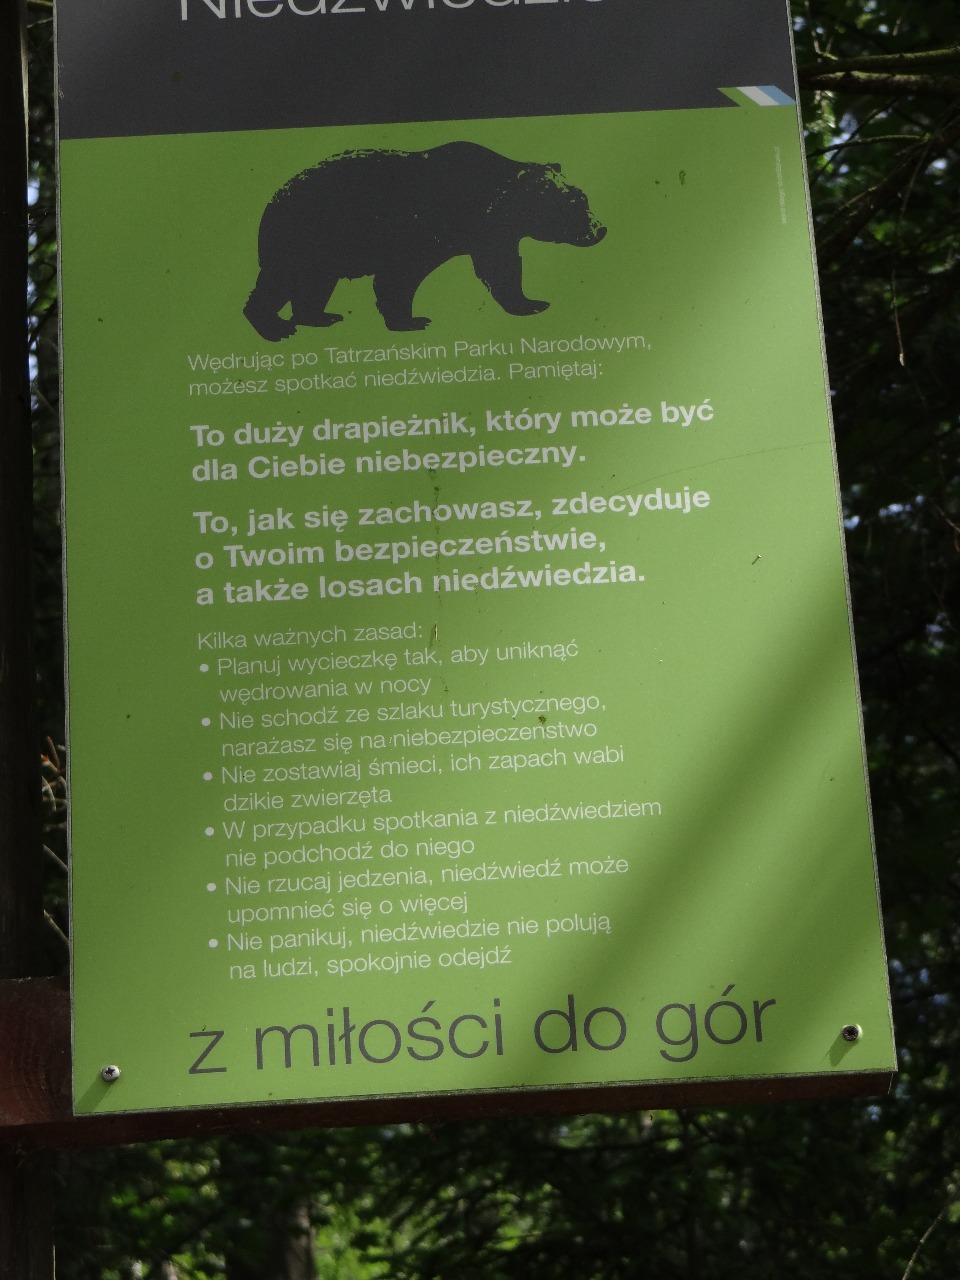 Wędrując po Tatrzańskim Parku Narodowym,
możesz spotkać niedźwiedzia. Pamiętaj:
To duży drapieżnik, który może być
dla Ciebie niebezpieczny.
To, jak się zachowasz, zdecyduje
o Twoim bezpieczeństwie,
a także losach niedźwiedzia.
Kilka ważnych zasad:
• Planuj wycieczkę tak, aby uniknąć
wędrowania w nocy
• Nie schodź ze szlaku turystycznego,
narażasz się na niebezpieczeństwo
• Nie zostawiaj śmieci, ich zapach wabi
dzikie zwierzęta
• W przypadku spotkania z niedźwiedziem
nie podchodź do niego
• Nie rzucaj jedzenia, niedźwiedź może
upomnieć się o więcej
• Nie panikuj, niedźwiedzie nie polują
na ludzi, spokojnie odejdź
z miłości do gór